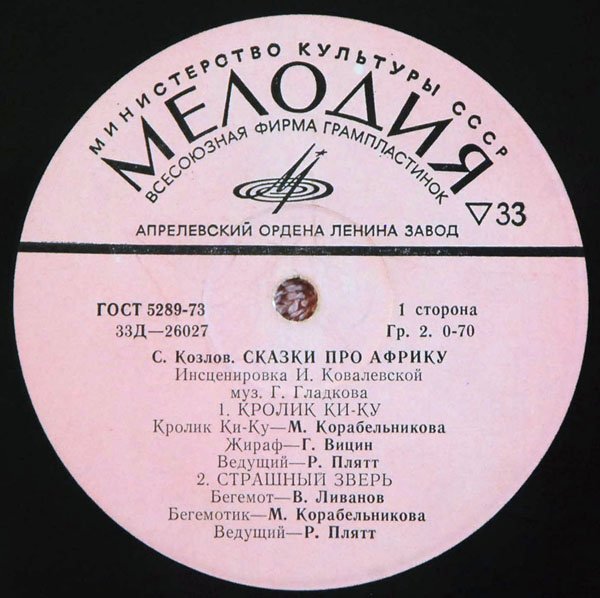 МИНИСТЕРСТВО КУЛЬТУРЫ СССР
МЕЛОДИЯ
ВСЕСОЮЗНАЯ ФИРМА ГРАМПЛАСТИНОК
▽33
АПРЕЛЕВСКИЙ ОРДЕНА ЛЕНИНА ЗАВОД
ГОСТ 5289-73 1 сторона
33Д—26027 Гр. 2. 0-70
С. Козлов. СКАЗКИ ПРО АФРИКУ
Инсценировка И. Ковалевской
муз. Г. Гладкова
1. КРОЛИК КИ-КУ
Кролик Ки-Ку—М. Корабельникова
Жираф—Г. Вицин
Ведущий—Р. Плятт
2. СТРАШНЫЙ ЗВЕРЬ
Бегемот—В. Ливанов
Бегемотик—М. Корабельникова
Ведущий—Р. Плятт